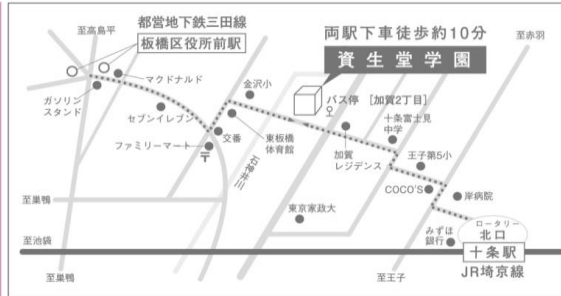 都営地下鉄三田線
板橋区役所前駅
至高島平
マクドナルド
ガソリン
スタンド
セブンイレブン
ファミリーマート
〒
交番
金沢小
東板橋
体育館
石神井川
両駅下車徒歩約10分
資生堂学園
バス停 [加賀2丁目]
至赤羽
十条富士見
中学
加賀
レジデンス
王子第5小
COCO'S
岸病院
東京家政大
ロータリー
北口
みずほ
銀行
十条駅
JR埼京線
至巣鴨
至池袋
至巣鴨
至王子